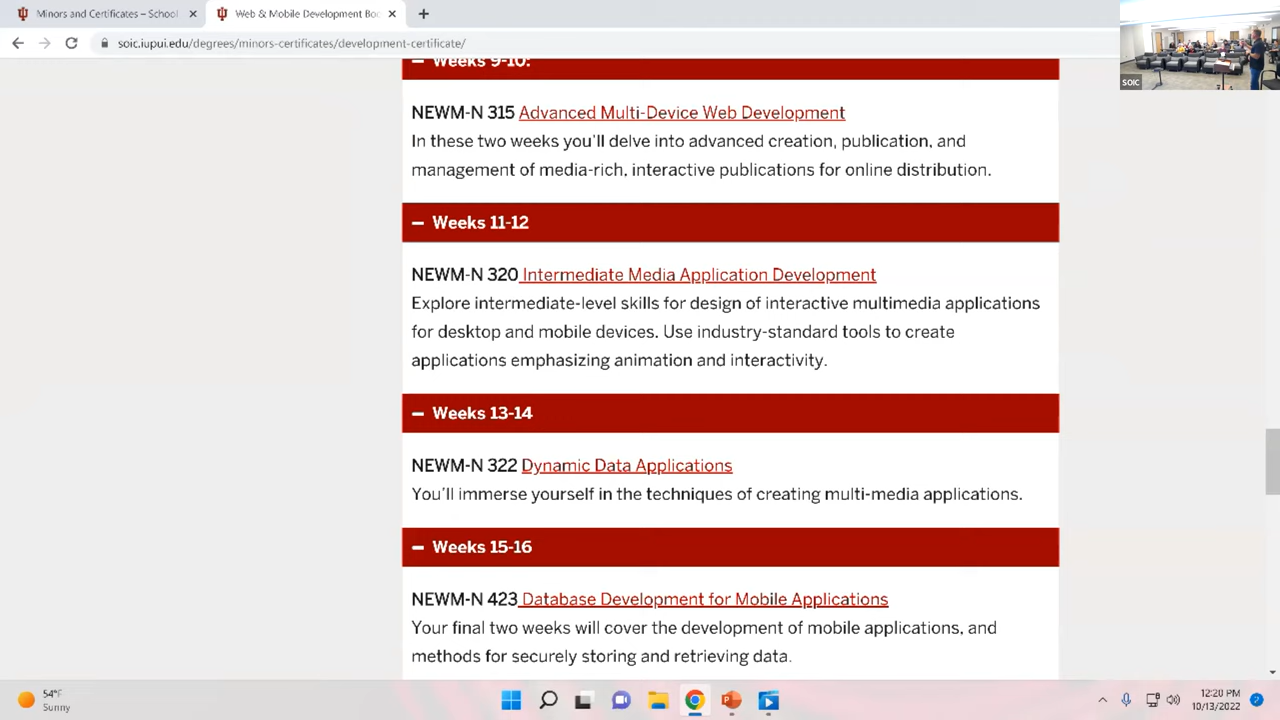 Minors and Certificates – School
Web & Mobile Development Boo
soic.iupui.edu/degrees/minors-certificates/development-certificate/
SOIC
– Weeks 9-10:
NEWM-N 315 Advanced Multi-Device Web Development
In these two weeks you'll delve into advanced creation, publication, and
management of media-rich, interactive publications for online distribution.
– Weeks 11-12
NEWM-N 320 Intermediate Media Application Development
Explore intermediate-level skills for design of interactive multimedia applications
for desktop and mobile devices. Use industry-standard tools to create
applications emphasizing animation and interactivity.
– Weeks 13-14
NEWM-N 322 Dynamic Data Applications
You'll immerse yourself in the techniques of creating multi-media applications.
– Weeks 15-16
NEWM-N 423 Database Development for Mobile Applications
Your final two weeks will cover the development of mobile applications, and
methods for securely storing and retrieving data.
54°F
Sunny
12:20 PM
10/13/2022
2